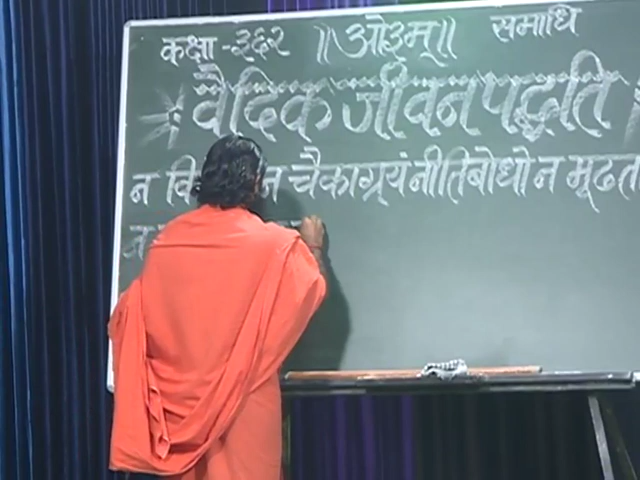 कक्षा -३६२ ॥ओ३म्॥ समाधि
वैदिक जीवन पद्धति
न चैकाग्र्यं नीतिबोधो न मूढत